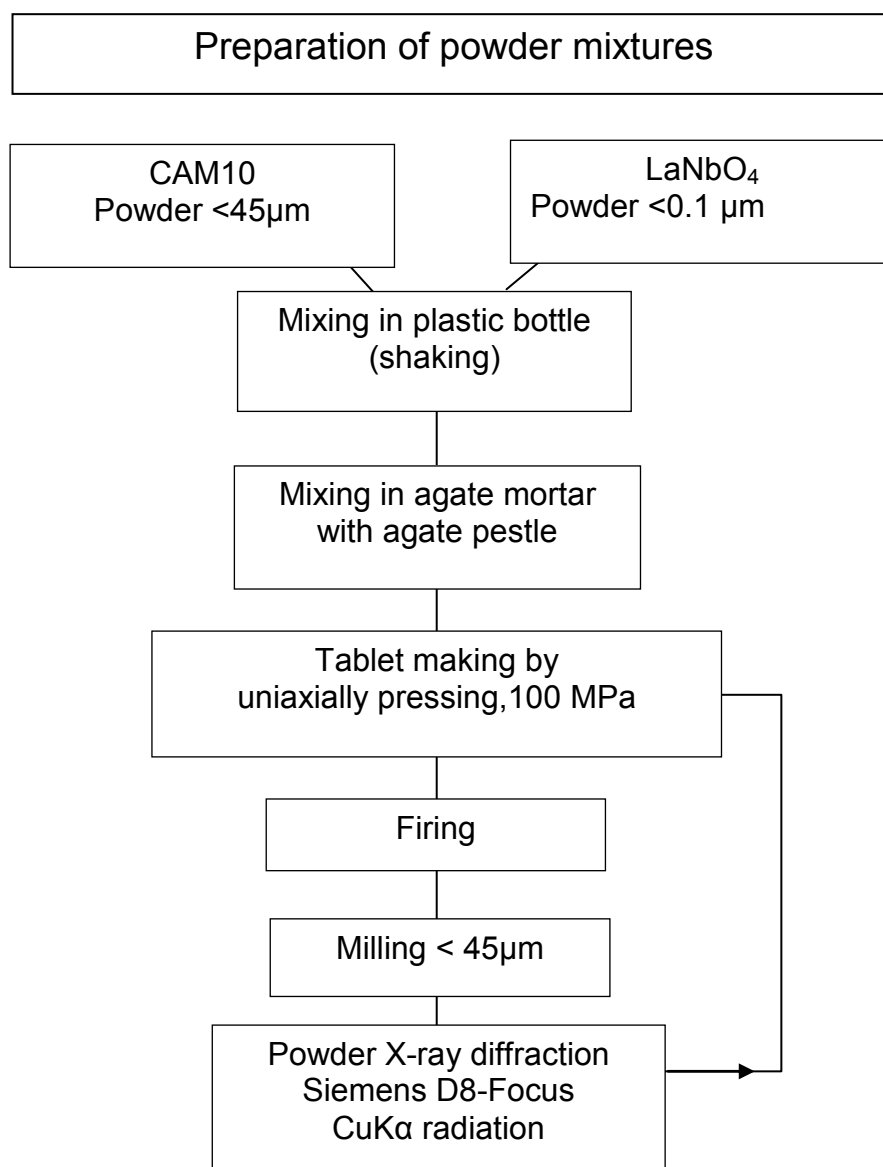 Preparation of powder mixtures
CAM10
Powder <45µm
LaNbO₄
Powder <0.1 µm
Mixing in plastic bottle
(shaking)
Mixing in agate mortar
with agate pestle
Tablet making by
uniaxially pressing,100 MPa
Firing
Milling < 45µm
Powder X-ray diffraction
Siemens D8-Focus
CuKα radiation